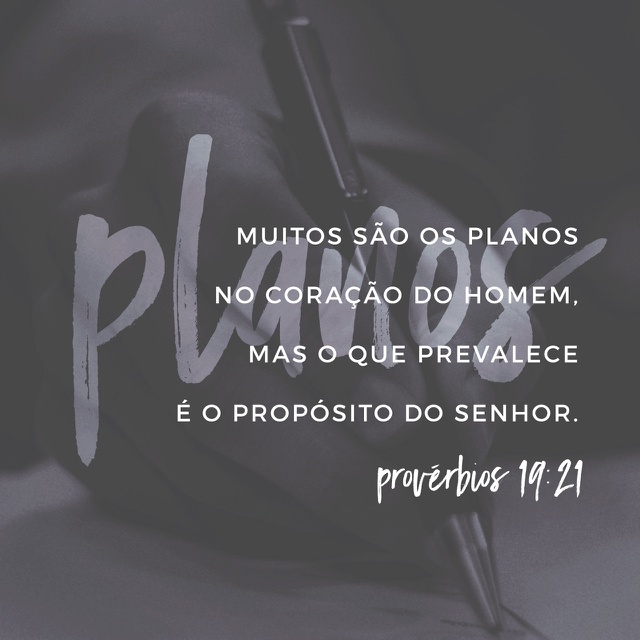 planos
MUITOS SÃO OS PLANOS
NO CORAÇÃO DO HOMEM,
MAS O QUE PREVALECE
É O PROPÓSITO DO SENHOR.
provérbios 19:21